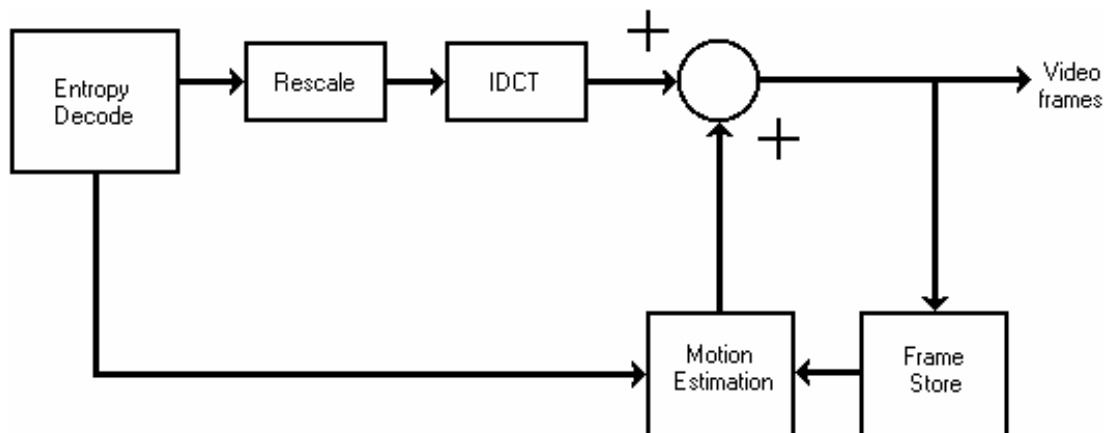 Entropy
Decode
Rescale
IDCT
+
+
Video
frames
Motion
Estimation
Frame
Store